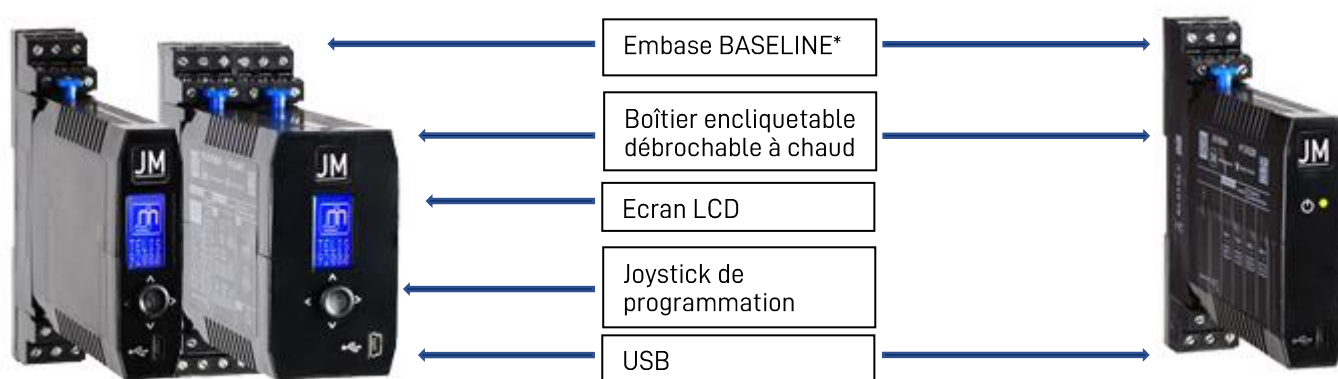 Embase BASELINE*
Boîtier encliquetable
débrochable à chaud
Ecran LCD
Joystick de
programmation
USB
JM
JM
JM